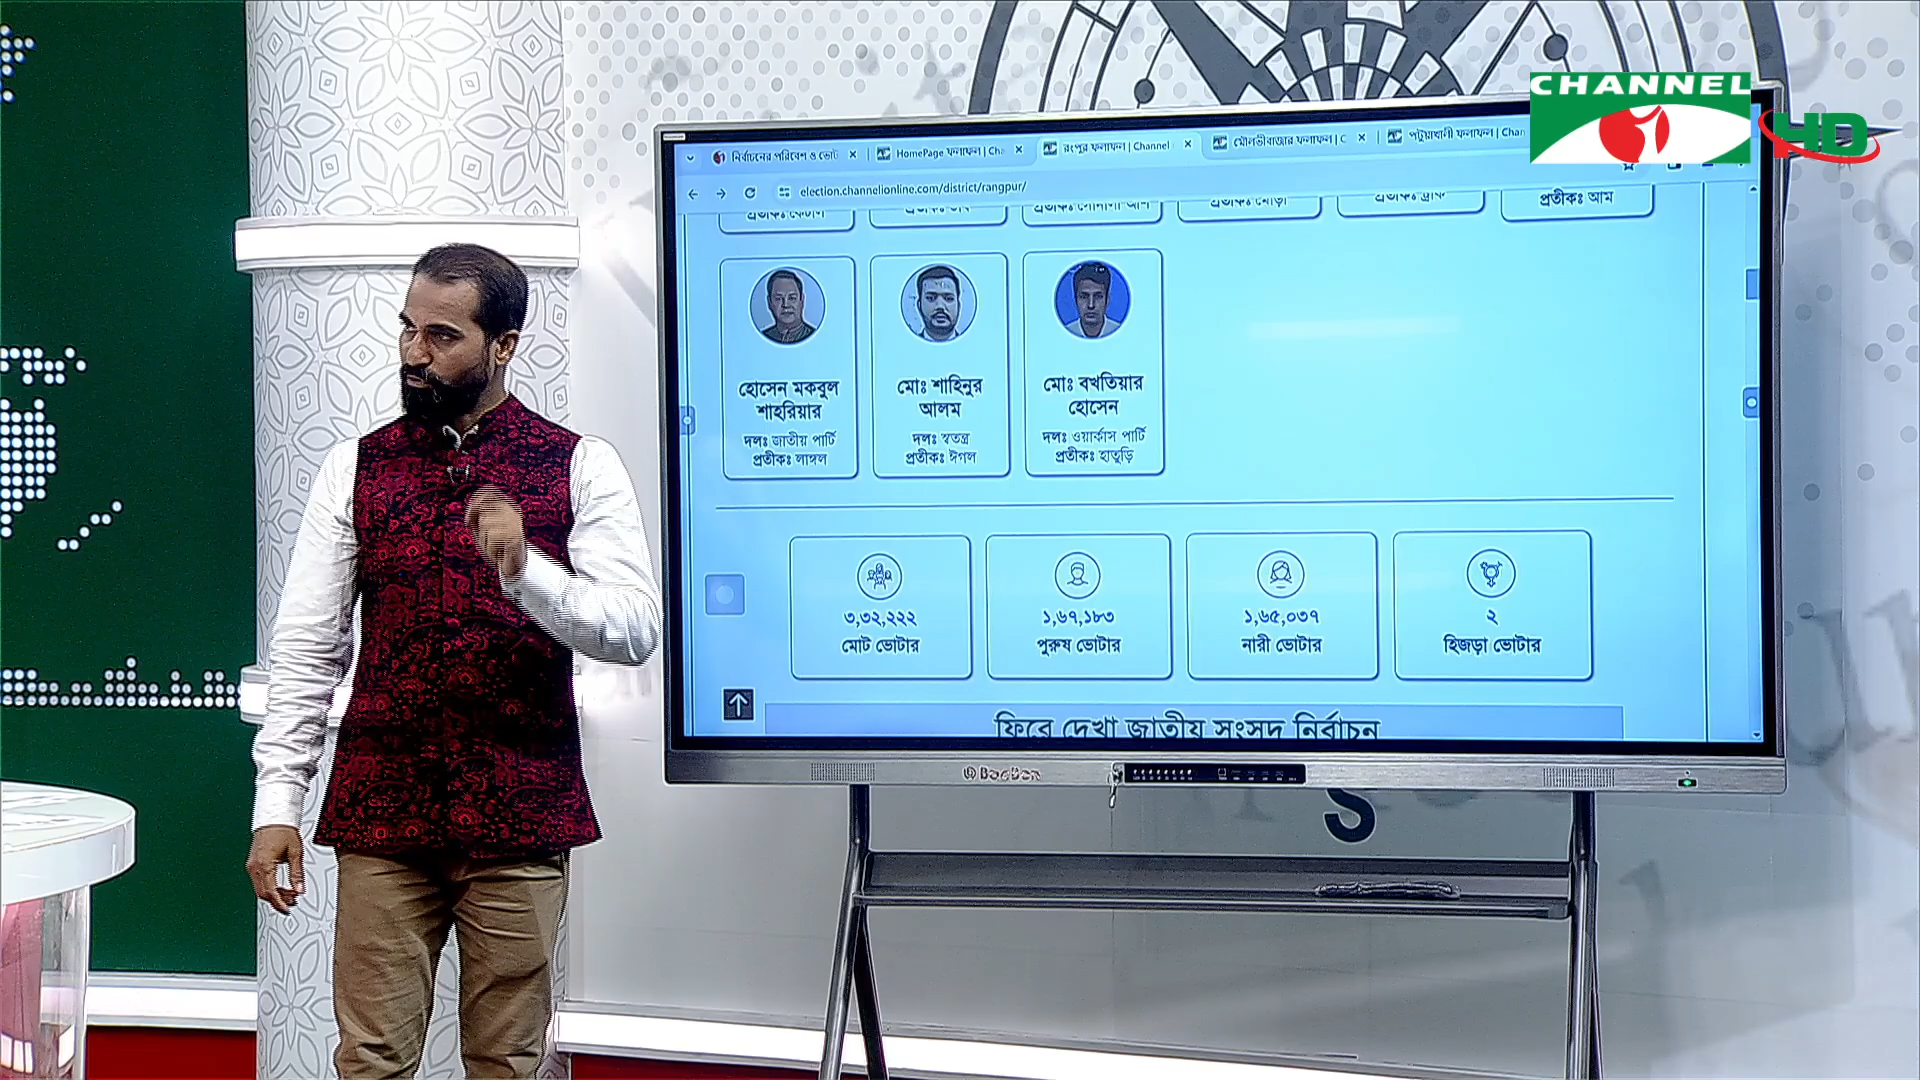 CHANNEL
i
HD
নির্বাচনের পরিবেশ ও ভোট
HomePage ফলাফল | Cha
রংপুর ফলাফল | Channel
মৌলভীবাজার ফলাফল | C
পটুয়াখালী ফলাফল | Chan
election.channelionline.com/district/rangpur/
প্রতীকঃ আম
হোসেন মকবুল
শাহরিয়ার
দলঃ জাতীয় পার্টি
প্রতীকঃ লাঙ্গল
মোঃ শাহিনুর
আলম
দলঃ স্বতন্ত্র
প্রতীকঃ ঈগল
মোঃ বখতিয়ার
হোসেন
দলঃ ওয়ার্কাস পার্টি
প্রতীকঃ হাতুড়ি
৩,৩২,২২২
মোট ভোটার
১,৬৭,১৮৩
পুরুষ ভোটার
১,৬৫,০৩৭
নারী ভোটার
২
হিজড়া ভোটার
ফিরে দেখা জাতীয় সংসদ নির্বাচন
S